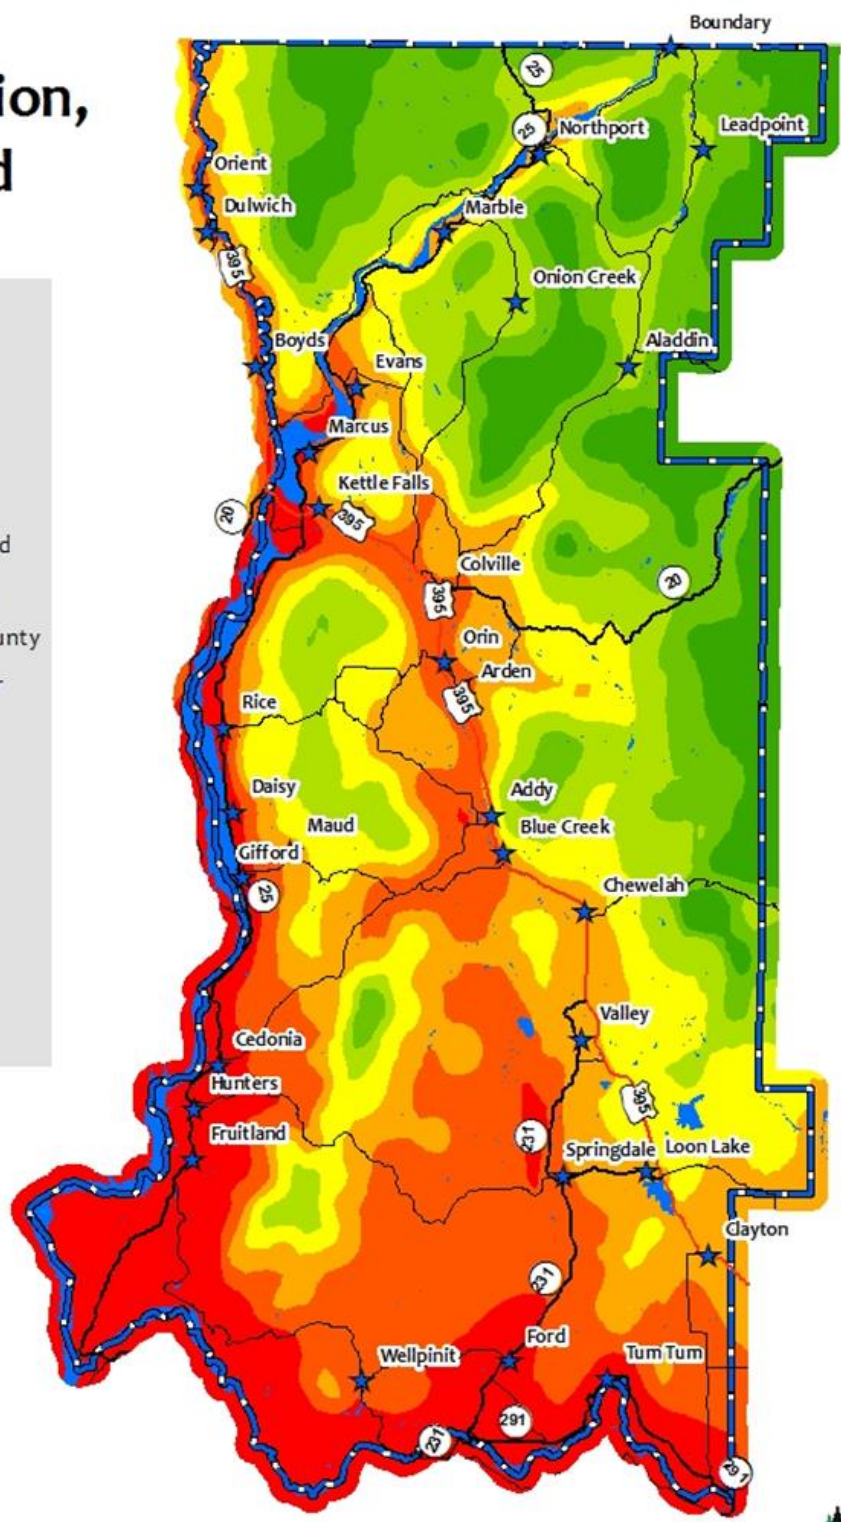 ion,
d
d
unty
Boundary
25
25
Northport
Leadpoint
Orient
Dulwich
Marble
395
Onion Creek
Boyds
Aladdin
Evans
Marcus
Kettle Falls
20
395
Colville
20
395
Orin
Arden
395
Rice
Daisy
Addy
Maud
Blue Creek
Gifford
25
Chewelah
Valley
Cedonia
Hunters
395
Fruitland
231
Springdale
Loon Lake
Clayton
231
Ford
Wellpinit
Tum Tum
291
231
291